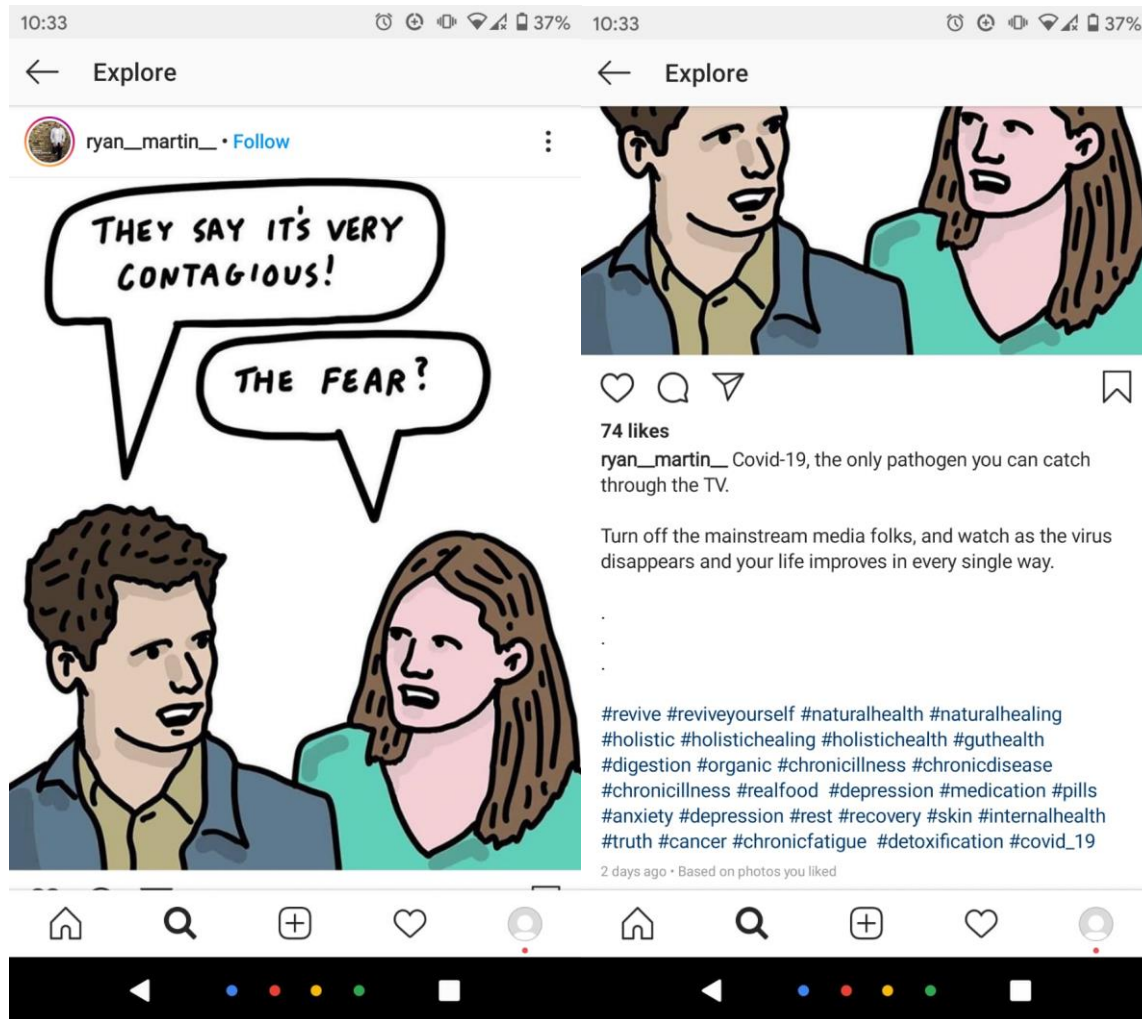 10:33
37%
Explore
ryan__martin__ • Follow
THEY SAY IT'S VERY
CONTAGIOUS!
THE FEAR?
10:33
37%
Explore
74 likes
ryan__martin__ Covid-19, the only pathogen you can catch
through the TV.
Turn off the mainstream media folks, and watch as the virus
disappears and your life improves in every single way.
.
.
.
#revive #reviveyourself #naturalhealth #naturalhealing
#holistic #holistichealing #holistichealth #guthealth
#digestion #organic #chronicillness #chronicdisease
#chronicillness #realfood #depression #medication #pills
#anxiety #depression #rest #recovery #skin #internalhealth
#truth #cancer #chronicfatigue #detoxification #covid_19
2 days ago • Based on photos you liked